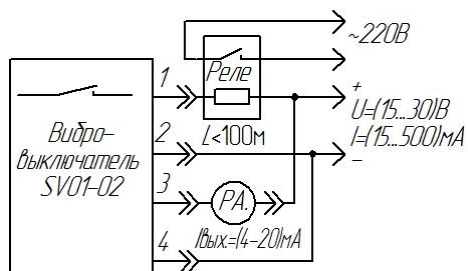 ~220В
1
Реле
+
U=(15...30)В
I=(15...500)мА
−
L<100м
Вибро-
выключатель
SV01-02
2
3
РА.
Iвых.=(4-20)мА
4